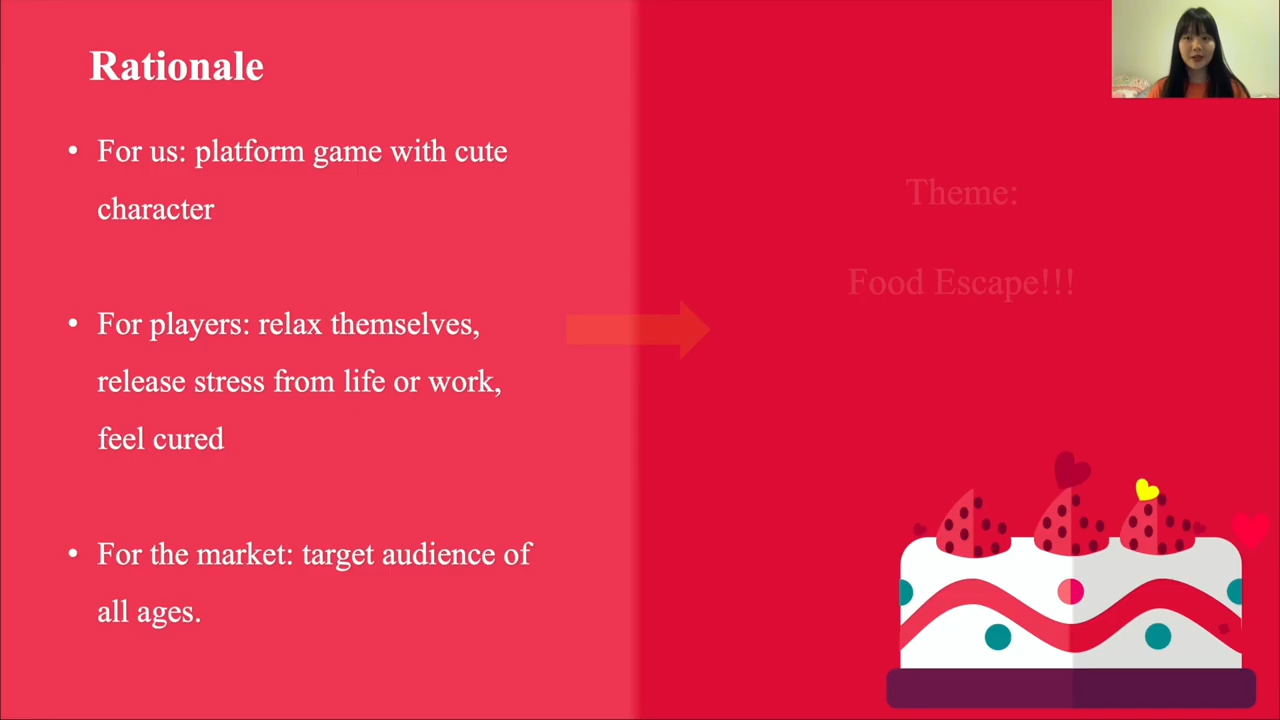 Rationale
• For us: platform game with cute
character
• For players: relax themselves,
release stress from life or work,
feel cured
• For the market: target audience of
all ages.
Theme:
Food Escape!!!